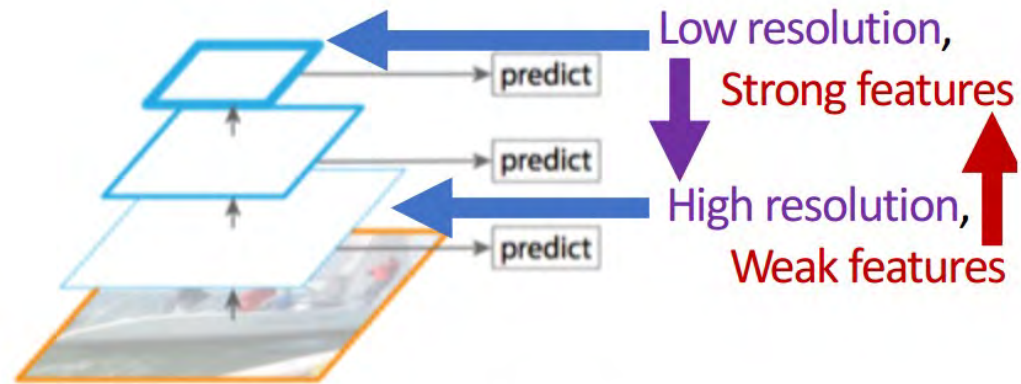 Low resolution,
predict
Strong features
predict
High resolution,
predict
Weak features